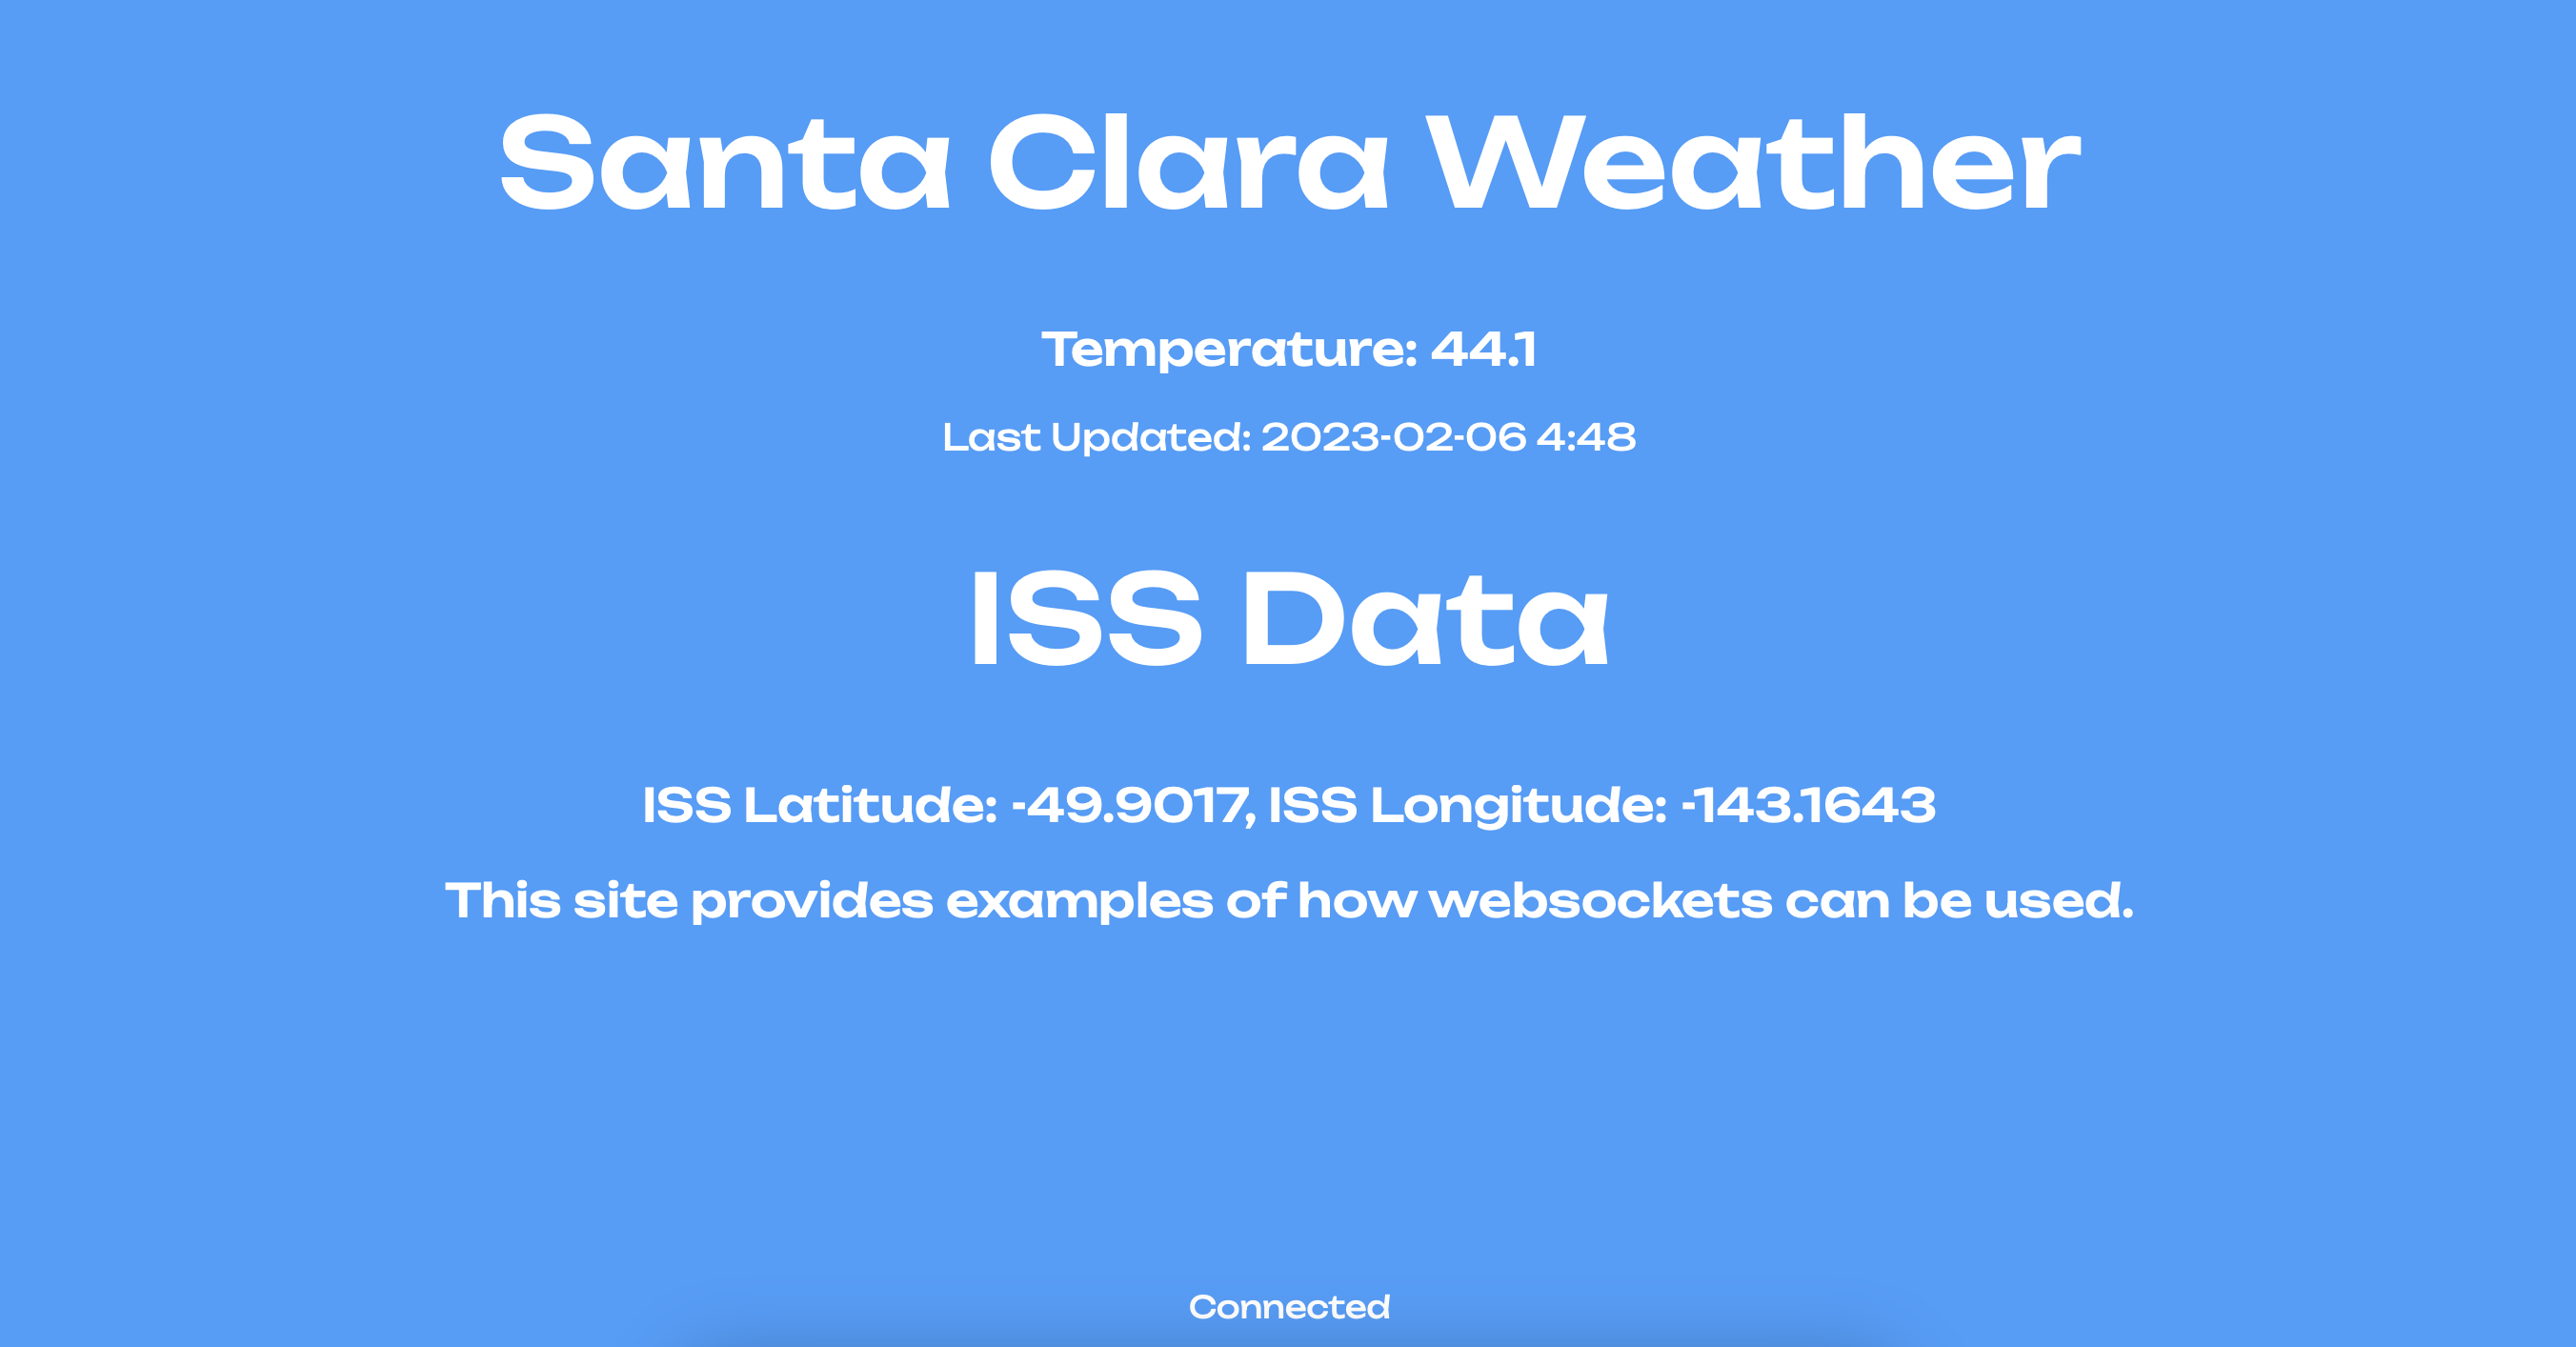 Santa Clara Weather
Temperature: 44.1
Last Updated: 2023-02-06 4:48
ISS Data
ISS Latitude: -49.9017, ISS Longitude: -143.1643
This site provides examples of how websockets can be used.
Connected